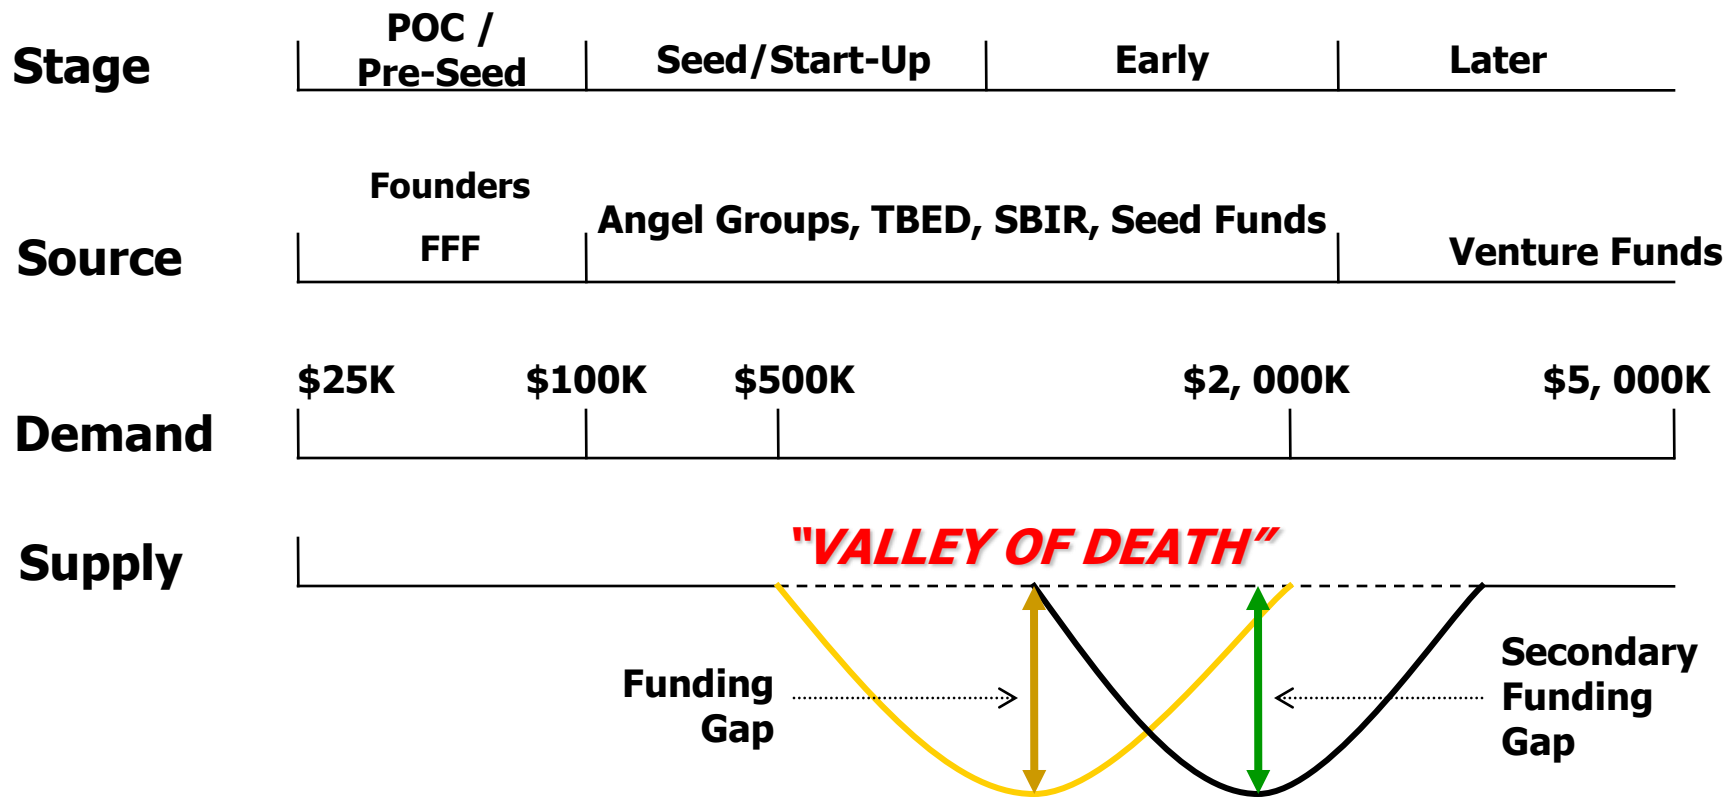 Stage
POC /
Pre-Seed
Seed/Start-Up
Early
Later
Source
Founders
FFF
Angel Groups, TBED, SBIR, Seed Funds
Venture Funds
Demand
$25K
$100K
$500K
$2, 000K
$5, 000K
Supply
“VALLEY OF DEATH”
Funding
Gap
Secondary
Funding
Gap